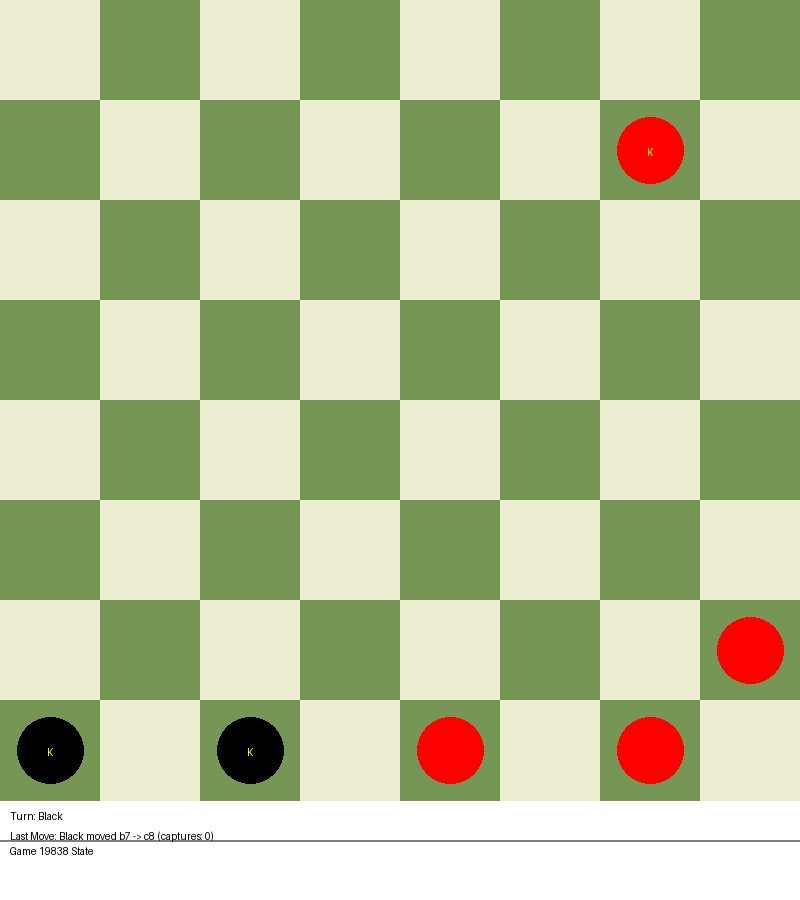 K
K K
Turn: Black
Last Move: Black moved b7 -> c8 (captures: 0)
Game 19838 State